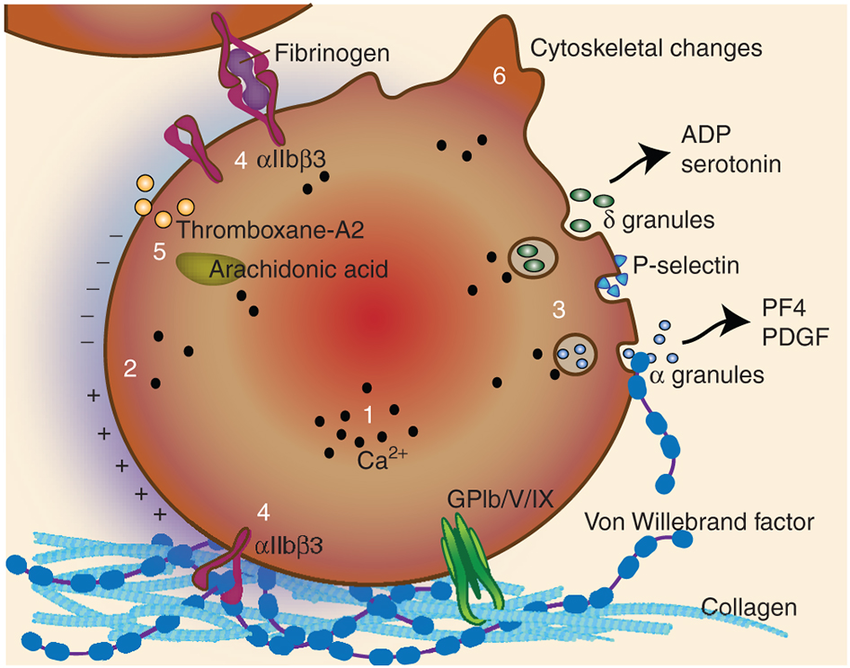 Fibrinogen
Cytoskeletal changes
6
ADP
serotonin
4 αIIbβ3
δ granules
Thromboxane-A2
5
Arachidonic acid
P-selectin
3
PF4
PDGF
2
α granules
1
Ca²⁺
GPIb/V/IX
4
αIIbβ3
Von Willebrand factor
Collagen
−
−
−
−
−
+
+
+
+
+